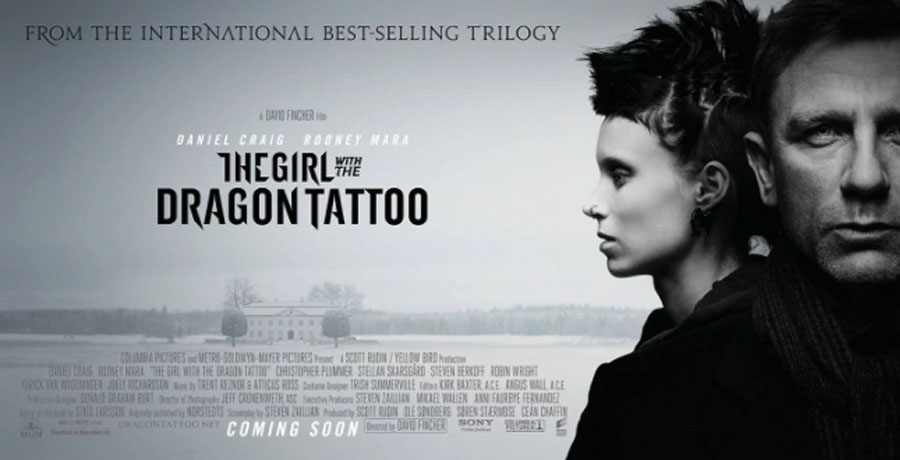 FROM THE INTERNATIONAL BEST-SELLING TRILOGY
A DAVID FINCHER Film
DANIEL CRAIG ROONEY MARA
THE GIRL WITH THE
DRAGON TATTOO
COLUMBIA PICTURES and METRO-GOLDWYN-MAYER PICTURES Present A SCOTT RUDIN / YELLOW BIRD Production
DANIEL CRAIG ROONEY MARA "THE GIRL WITH THE DRAGON TATTOO" CHRISTOPHER PLUMMER STELLAN SKARSGÅRD STEVEN BERKOFF ROBIN WRIGHT
YORICK VAN WAGENINGEN JOELY RICHARDSON Music by TRENT REZNOR & ATTICUS ROSS Costume Designer TRISH SUMMERVILLE Editors KIRK BAXTER, A.C.E. ANGUS WALL, A.C.E.
Production Designer DONALD GRAHAM BURT Director of Photography JEFF CRONENWETH, ASC Executive Producers STEVEN ZAILLIAN MIKAEL WALLEN ANNI FAURBYE FERNANDEZ
Based on the book by STIEG LARSSON Originally published by NORSTEDTS Screenplay by STEVEN ZAILLIAN Produced by SCOTT RUDIN OLE SØNDBERG SØREN STÆRMOSE CEÁN CHAFFIN
MGM DRAGONTATTOO.NET COMING SOON Directed by DAVID FINCHER SONY COLUMBIA PICTURES